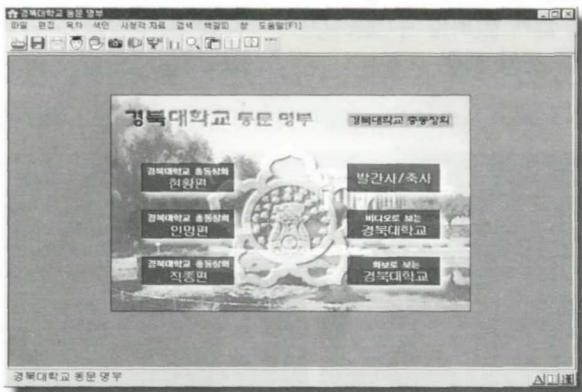 경북대학교 동문 명부
파일 편집 목차 색인 시청각자료 검색 책갈피 창 도움말[F1]
경북대학교 동문 명부
경북대학교 총동창회
경북대학교 총동창회
현황편
발간사/축사
경북대학교 총동창회
인명편
비디오로 보는
경북대학교
경북대학교 총동창회
직종편
화보로 보는
경북대학교
경북대학교 동문 명부